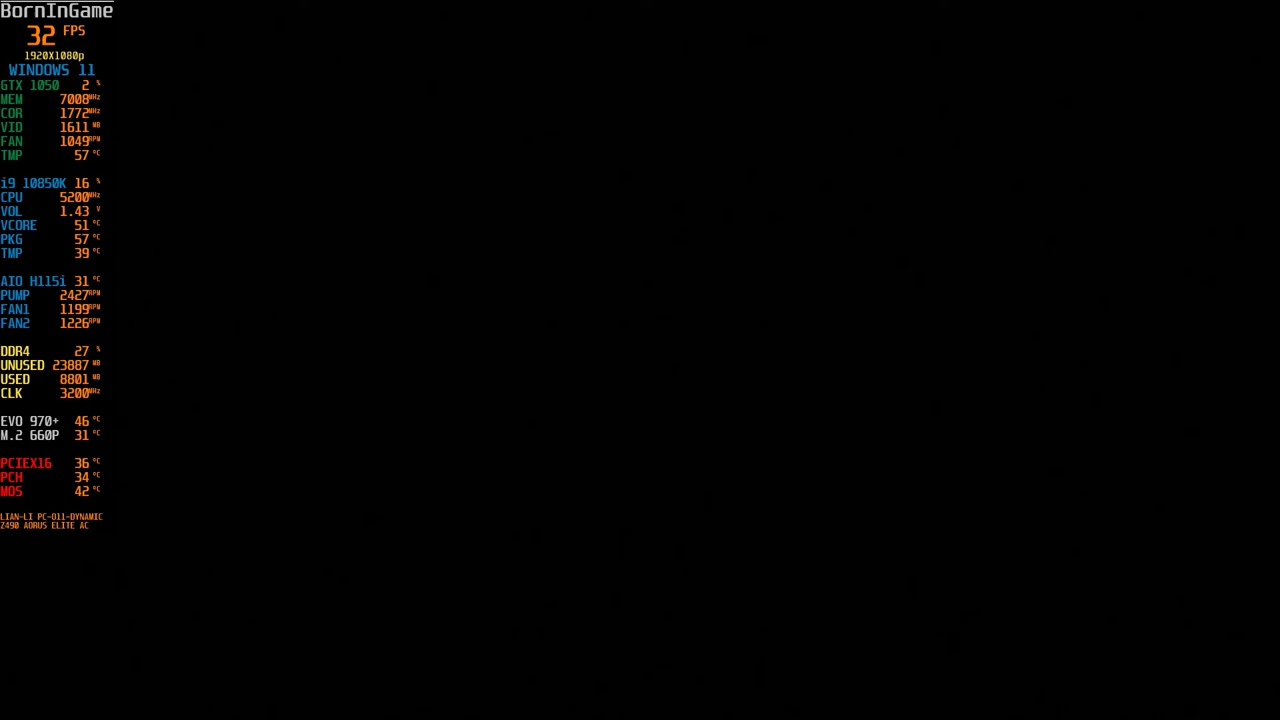 BornInGame
32 FPS
1920X1080p
WINDOWS 11
GTX 1050 2 %
MEM 7008 MHz
COR 1772 MHz
VID 1611 MB
FAN 1049 RPM
TMP 57 °C
i9 10850K 16 %
CPU 5200 MHz
VOL 1.43 V
VCORE 51 °C
PKG 57 °C
TMP 39 °C
AIO H115i 31 °C
PUMP 2427 RPM
FAN1 1199 RPM
FAN2 1226 RPM
DDR4 27 %
UNUSED 23887 MB
USED 8801 MB
CLK 3200 MHz
EVO 970+ 46 °C
M.2 660P 31 °C
PCIEX16 36 °C
PCH 34 °C
MOS 42 °C
LIAN-LI PC-O11-DYNAMIC
Z490 AORUS ELITE AC